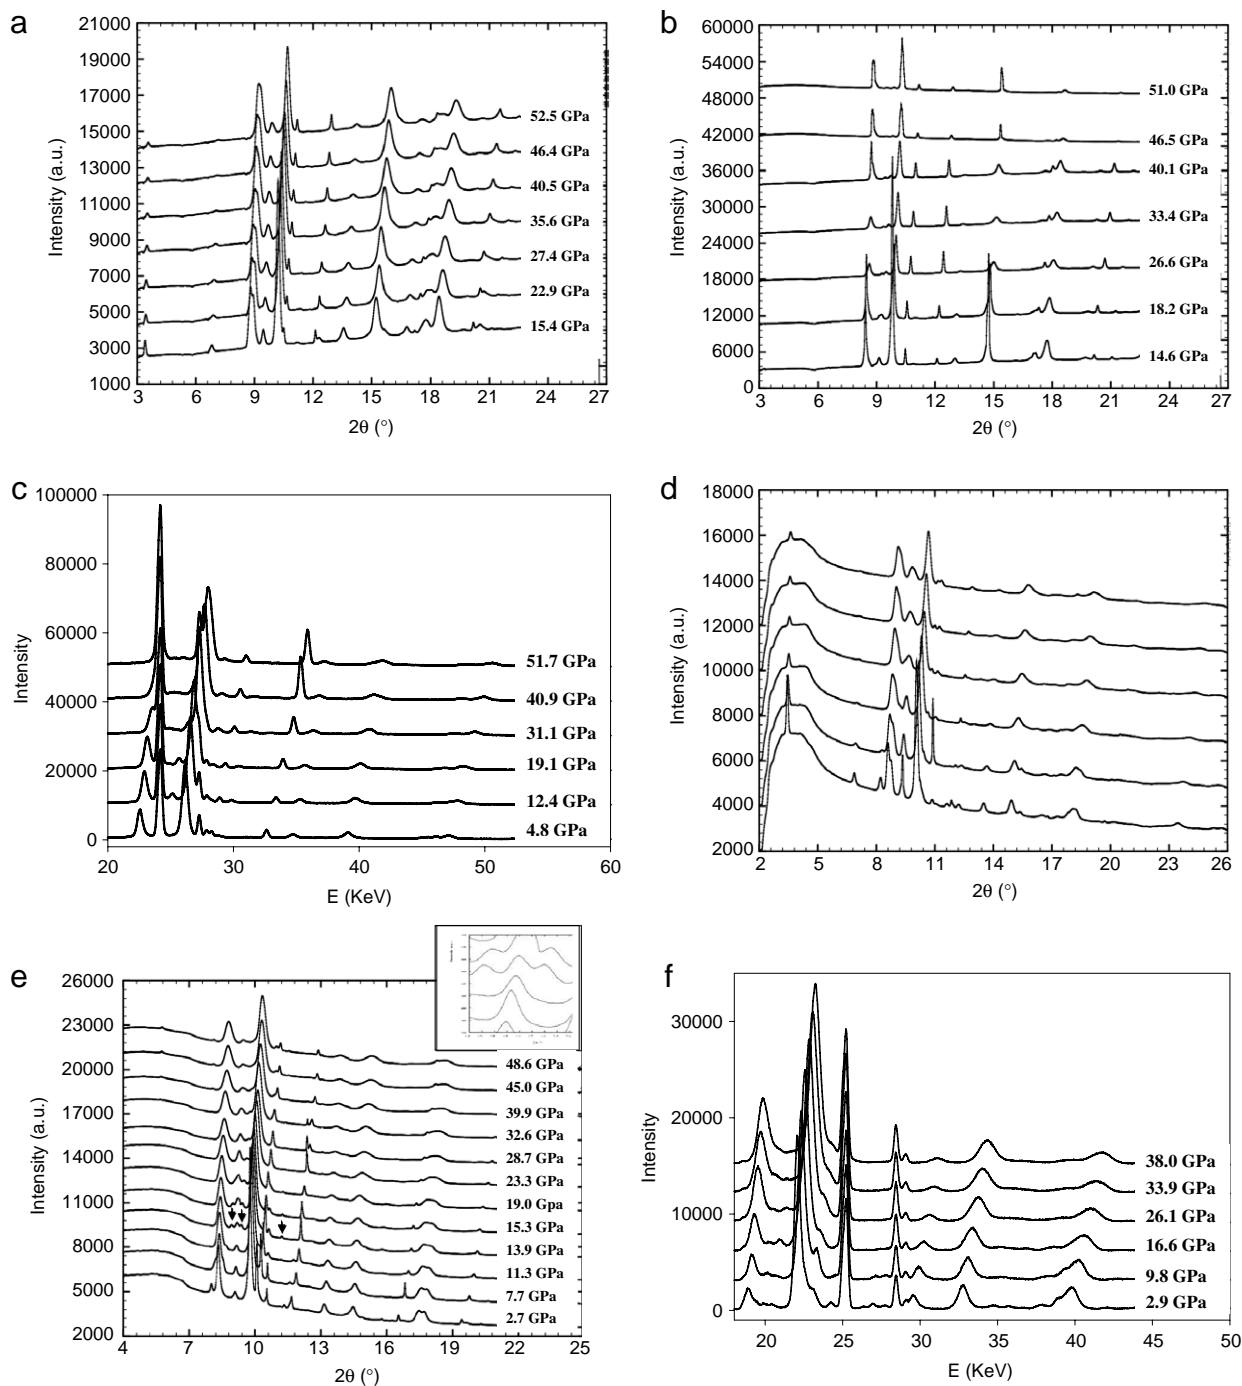 a
21000
19000
17000
15000
13000
11000
9000
7000
5000
3000
1000
Intensity (a.u.)
52.5 GPa
46.4 GPa
40.5 GPa
35.6 GPa
27.4 GPa
22.9 GPa
15.4 GPa
3 6 9 12 15 18 21 24 27
2θ (°)
b
60000
54000
48000
42000
36000
30000
24000
18000
12000
6000
0
Intensity (a.u.)
51.0 GPa
46.5 GPa
40.1 GPa
33.4 GPa
26.6 GPa
18.2 GPa
14.6 GPa
3 6 9 12 15 18 21 24 27
2θ (°)
c
100000
80000
60000
40000
20000
0
Intensity
51.7 GPa
40.9 GPa
31.1 GPa
19.1 GPa
12.4 GPa
4.8 GPa
20 30 40 50 60
E (KeV)
d
18000
16000
14000
12000
10000
8000
6000
4000
2000
Intensity (a.u.)
2 5 8 11 14 17 20 23 26
2θ (°)
e
26000
23000
20000
17000
14000
11000
8000
5000
2000
Intensity (a.u.)
48.6 GPa
45.0 GPa
39.9 GPa
32.6 GPa
28.7 GPa
23.3 GPa
19.0 Gpa
15.3 GPa
13.9 GPa
11.3 GPa
7.7 GPa
2.7 GPa
4 7 10 13 16 19 22 25
2θ (°)
f
30000
20000
10000
0
Intensity
38.0 GPa
33.9 GPa
26.1 GPa
16.6 GPa
9.8 GPa
2.9 GPa
20 25 30 35 40 45 50
E (KeV)